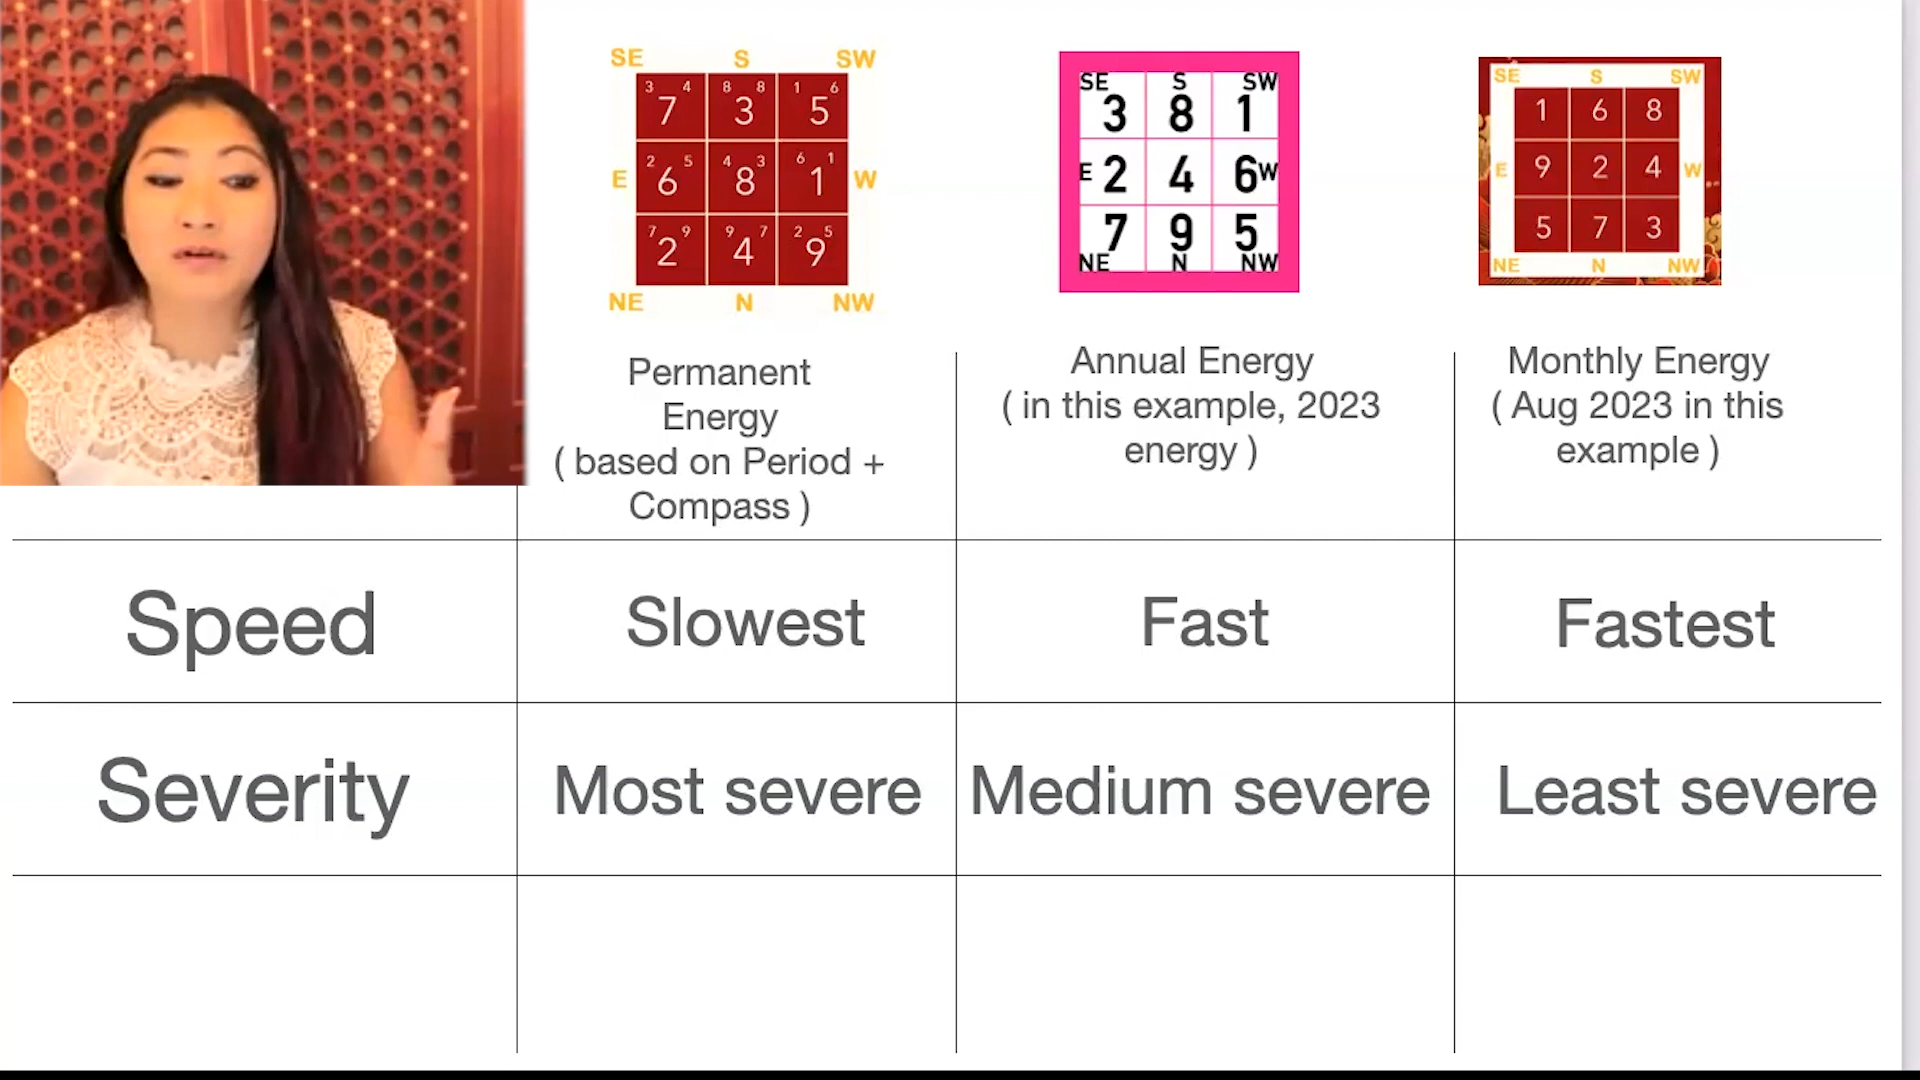 SE S SW
3 4 8 8 1 6
7 3 5
2 5 4 3 6 1
E 6 8 1 W
7 9 9 7 2 5
2 4 9
NE N NW
SE S SW
3 8 1
E 2 4 6 W
7 9 5
NE N NW
SE S SW
1 6 8
E 9 2 4 W
5 7 3
NE N NW
Permanent
Energy
( based on Period +
Compass )
Annual Energy
( in this example, 2023
energy )
Monthly Energy
( Aug 2023 in this
example )
Speed Slowest Fast Fastest
Severity Most severe Medium severe Least severe